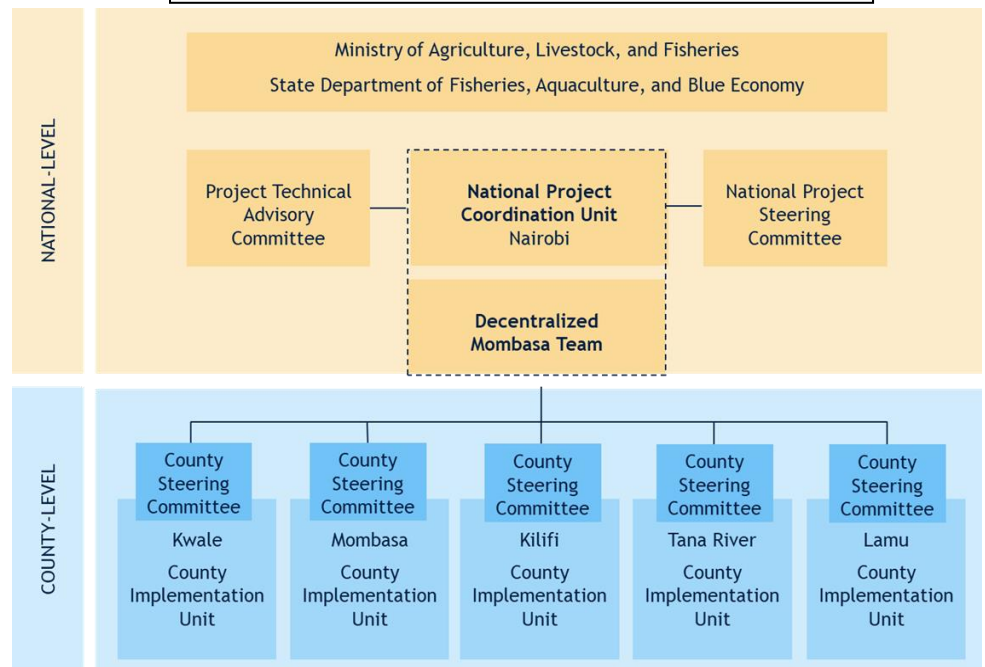 Ministry of Agriculture, Livestock, and Fisheries
State Department of Fisheries, Aquaculture, and Blue Economy
NATIONAL-LEVEL
Project Technical
Advisory
Committee
National Project
Coordination Unit
Nairobi
National Project
Steering
Committee
Decentralized
Mombasa Team
COUNTY-LEVEL
County
Steering
Committee
Kwale
County
Implementation
Unit
County
Steering
Committee
Mombasa
County
Implementation
Unit
County
Steering
Committee
Kilifi
County
Implementation
Unit
County
Steering
Committee
Tana River
County
Implementation
Unit
County
Steering
Committee
Lamu
County
Implementation
Unit